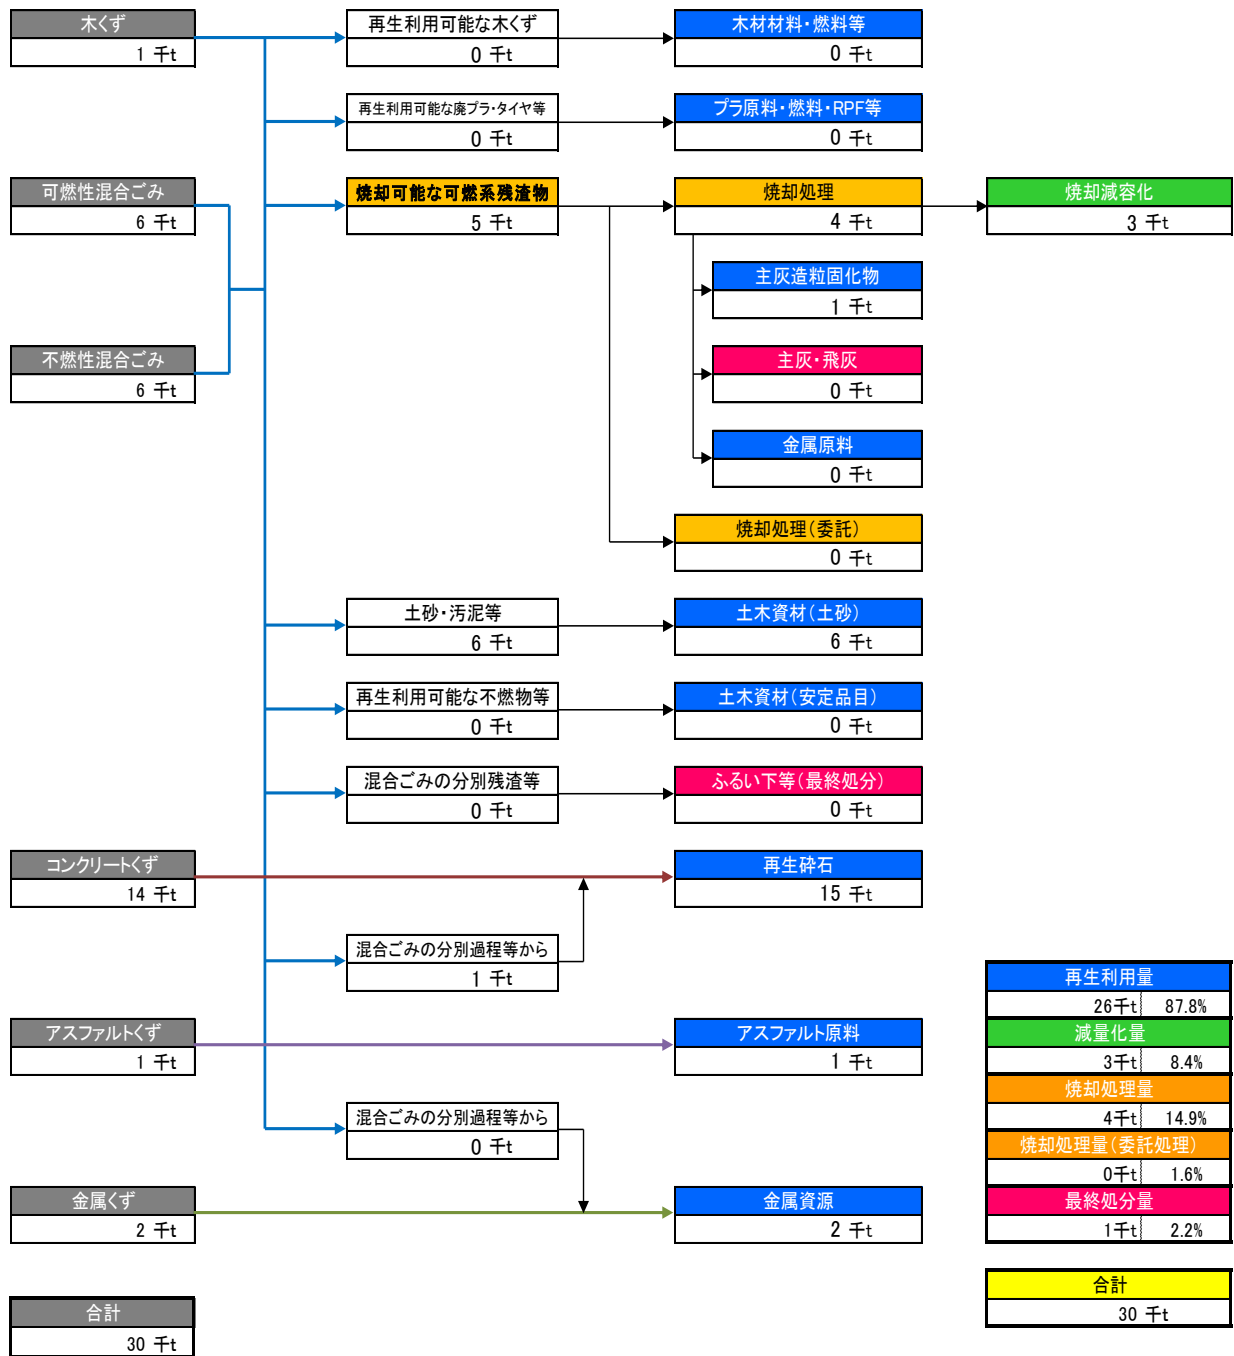 木くず
1 千t
再生利用可能な木くず
0 千t
木材材料・燃料等
0 千t
再生利用可能な廃プラ・タイヤ等
0 千t
プラ原料・燃料・RPF等
0 千t
可燃性混合ごみ
6 千t
焼却可能な可燃系残渣物
5 千t
焼却処理
4 千t
焼却減容化
3 千t
主灰造粒固化物
1 千t
不燃性混合ごみ
6 千t
主灰・飛灰
0 千t
金属原料
0 千t
焼却処理(委託)
0 千t
土砂・汚泥等
6 千t
土木資材(土砂)
6 千t
再生利用可能な不燃物等
0 千t
土木資材(安定品目)
0 千t
混合ごみの分別残渣等
0 千t
ふるい下等(最終処分)
0 千t
コンクリートくず
14 千t
再生砕石
15 千t
混合ごみの分別過程等から
1 千t
アスファルトくず
1 千t
アスファルト原料
1 千t
混合ごみの分別過程等から
0 千t
金属くず
2 千t
金属資源
2 千t
合計
30 千t
再生利用量
26千t 87.8%
減量化量
3千t 8.4%
焼却処理量
4千t 14.9%
焼却処理量(委託処理)
0千t 1.6%
最終処分量
1千t 2.2%
合計
30 千t